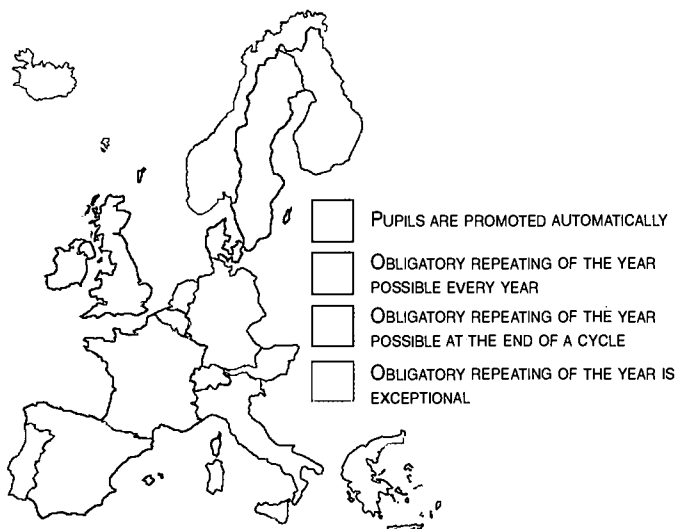 PUPILS ARE PROMOTED AUTOMATICALLY
OBLIGATORY REPEATING OF THE YEAR
POSSIBLE EVERY YEAR
OBLIGATORY REPEATING OF THE YEAR
POSSIBLE AT THE END OF A CYCLE
OBLIGATORY REPEATING OF THE YEAR IS
EXCEPTIONAL